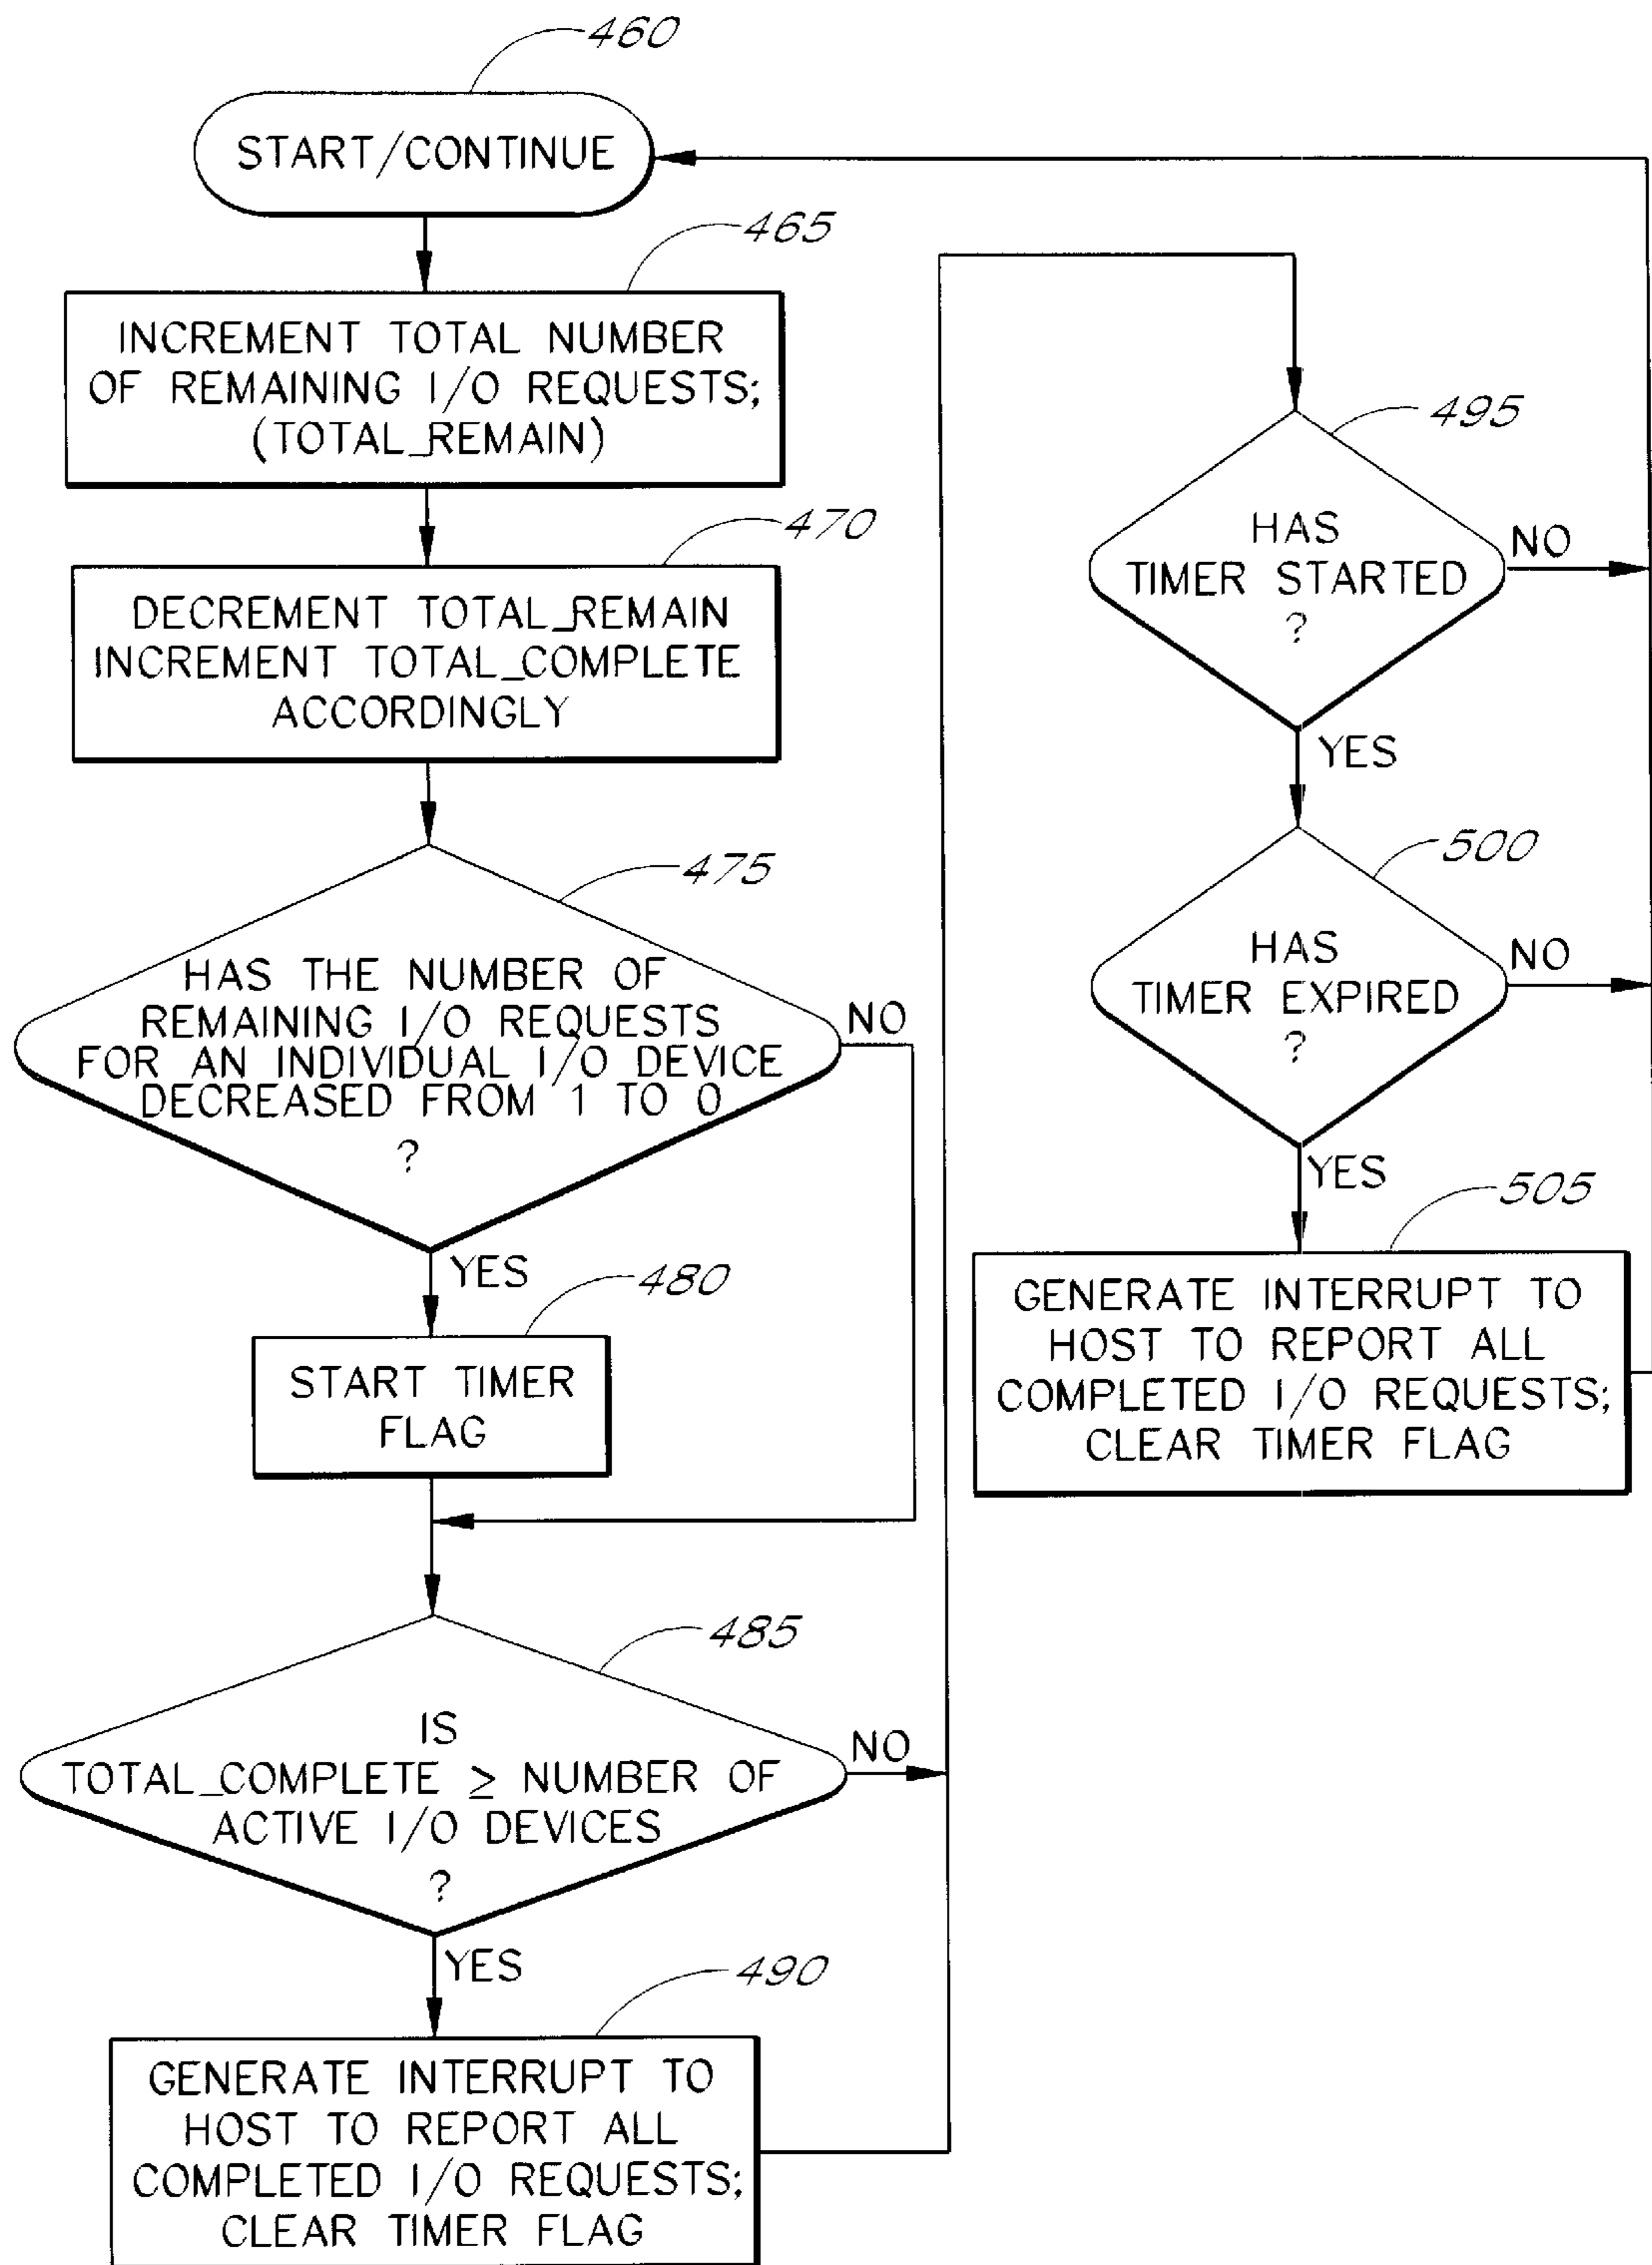 460
START/CONTINUE
465
INCREMENT TOTAL NUMBER
OF REMAINING I/O REQUESTS;
(TOTAL_REMAIN)
470
DECREMENT TOTAL_REMAIN
INCREMENT TOTAL_COMPLETE
ACCORDINGLY
475
HAS THE NUMBER OF
REMAINING I/O REQUESTS
FOR AN INDIVIDUAL I/O DEVICE
DECREASED FROM 1 TO 0
?
NO
YES
480
START TIMER
FLAG
485
IS
TOTAL_COMPLETE ≥ NUMBER OF
ACTIVE I/O DEVICES
?
NO
YES
490
GENERATE INTERRUPT TO
HOST TO REPORT ALL
COMPLETED I/O REQUESTS;
CLEAR TIMER FLAG
495
HAS
TIMER STARTED
?
NO
YES
500
HAS
TIMER EXPIRED
?
NO
YES
505
GENERATE INTERRUPT TO
HOST TO REPORT ALL
COMPLETED I/O REQUESTS;
CLEAR TIMER FLAG